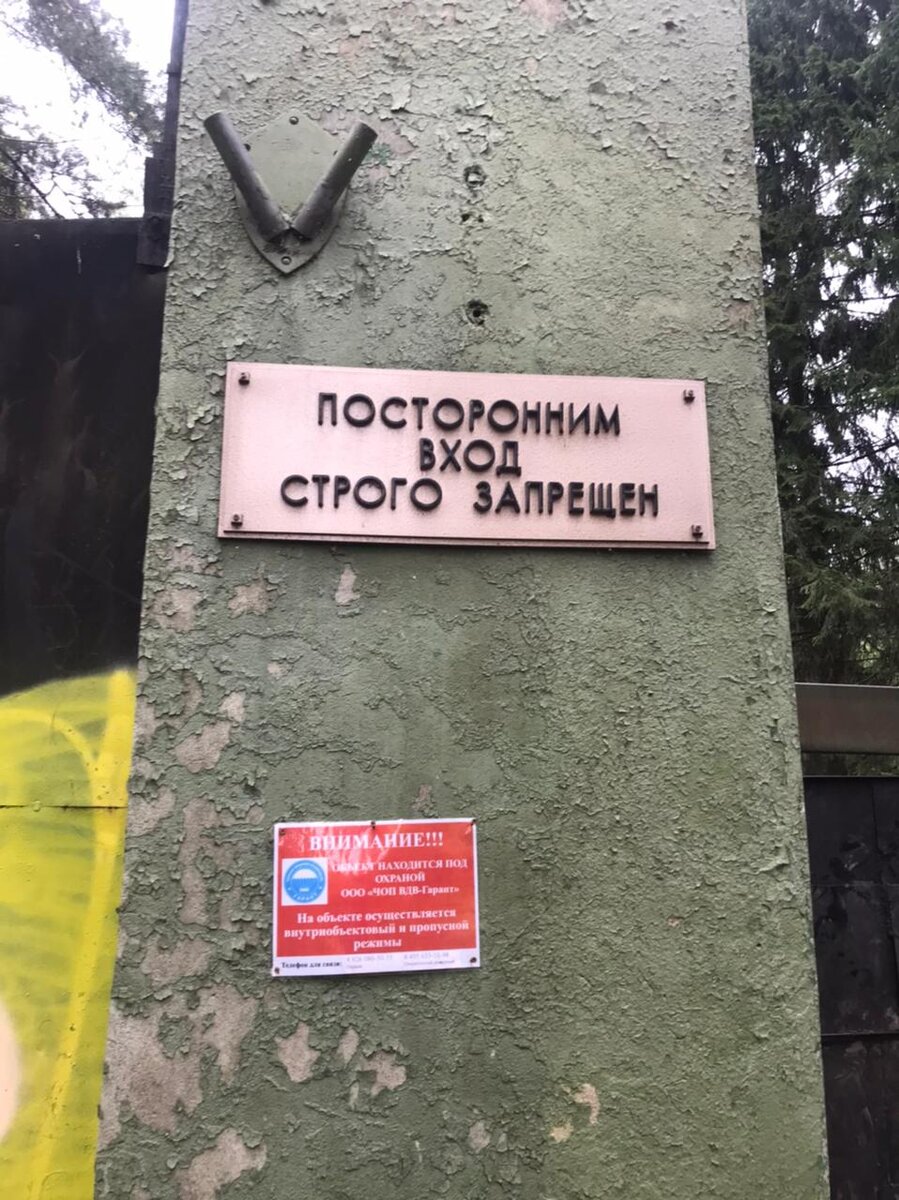 ПОСТОРОННИМ
ВХОД
СТРОГО ЗАПРЕЩЕН
ВНИМАНИЕ!!!
ОБЪЕКТ НАХОДИТСЯ ПОД
ОХРАНОЙ
ООО «ЧОП ВДВ-Гарант»
На объекте осуществляется
внутриобъектовый и пропускной
режимы
Телефон для связи: